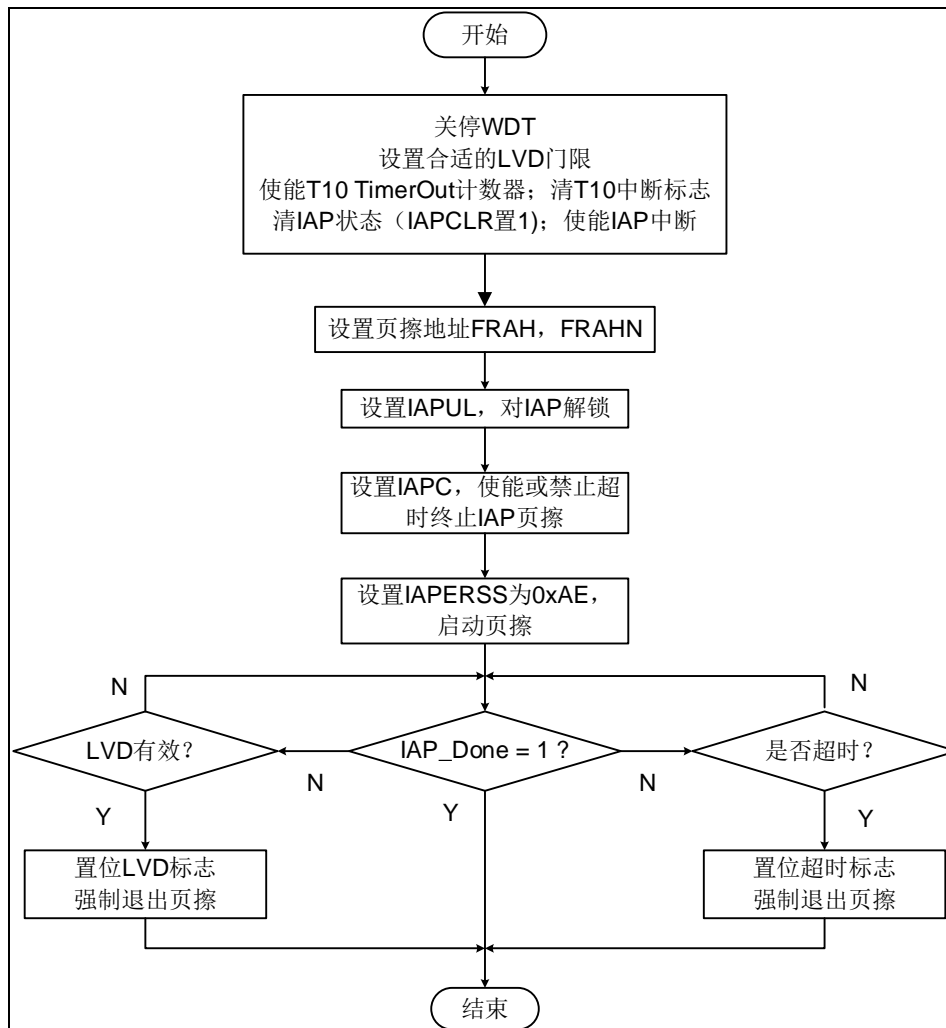 开始
关停WDT
设置合适的LVD门限
使能T10 TimerOut计数器；清T10中断标志
清IAP状态（IAPCLR置1)；使能IAP中断
设置页擦地址FRAH，FRAHN
设置IAPUL，对IAP解锁
设置IAPC，使能或禁止超
时终止IAP页擦
设置IAPERSS为0xAE，
启动页擦
N
N
LVD有效？
IAP_Done = 1 ?
是否超时？
N
N
Y
Y
Y
置位LVD标志
强制退出页擦
置位超时标志
强制退出页擦
结束